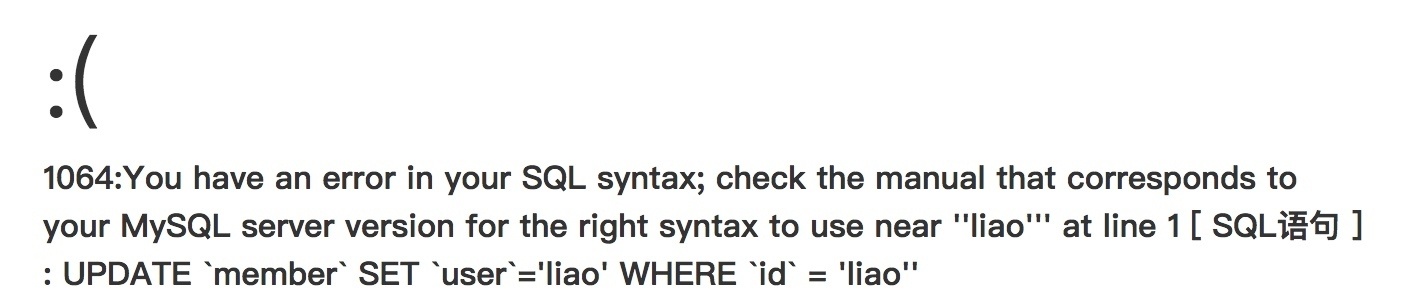 :(
1064:You have an error in your SQL syntax; check the manual that corresponds to
your MySQL server version for the right syntax to use near ''liao''' at line 1 [ SQL语句 ]
: UPDATE `member` SET `user`='liao' WHERE `id` = 'liao''